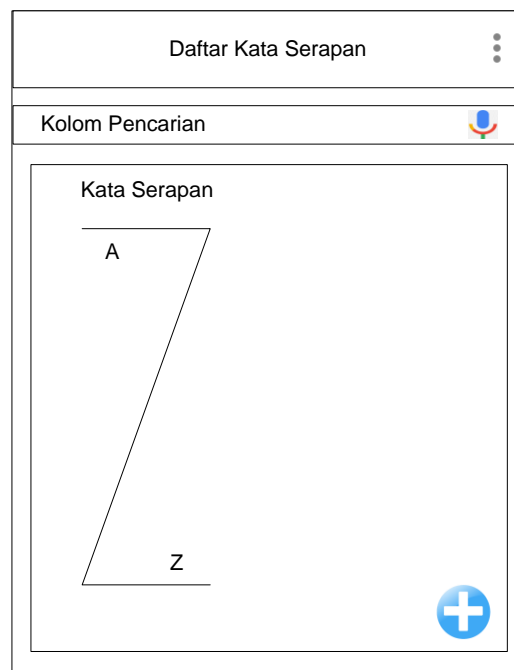 Daftar Kata Serapan
Kolom Pencarian
Kata Serapan
A
Z